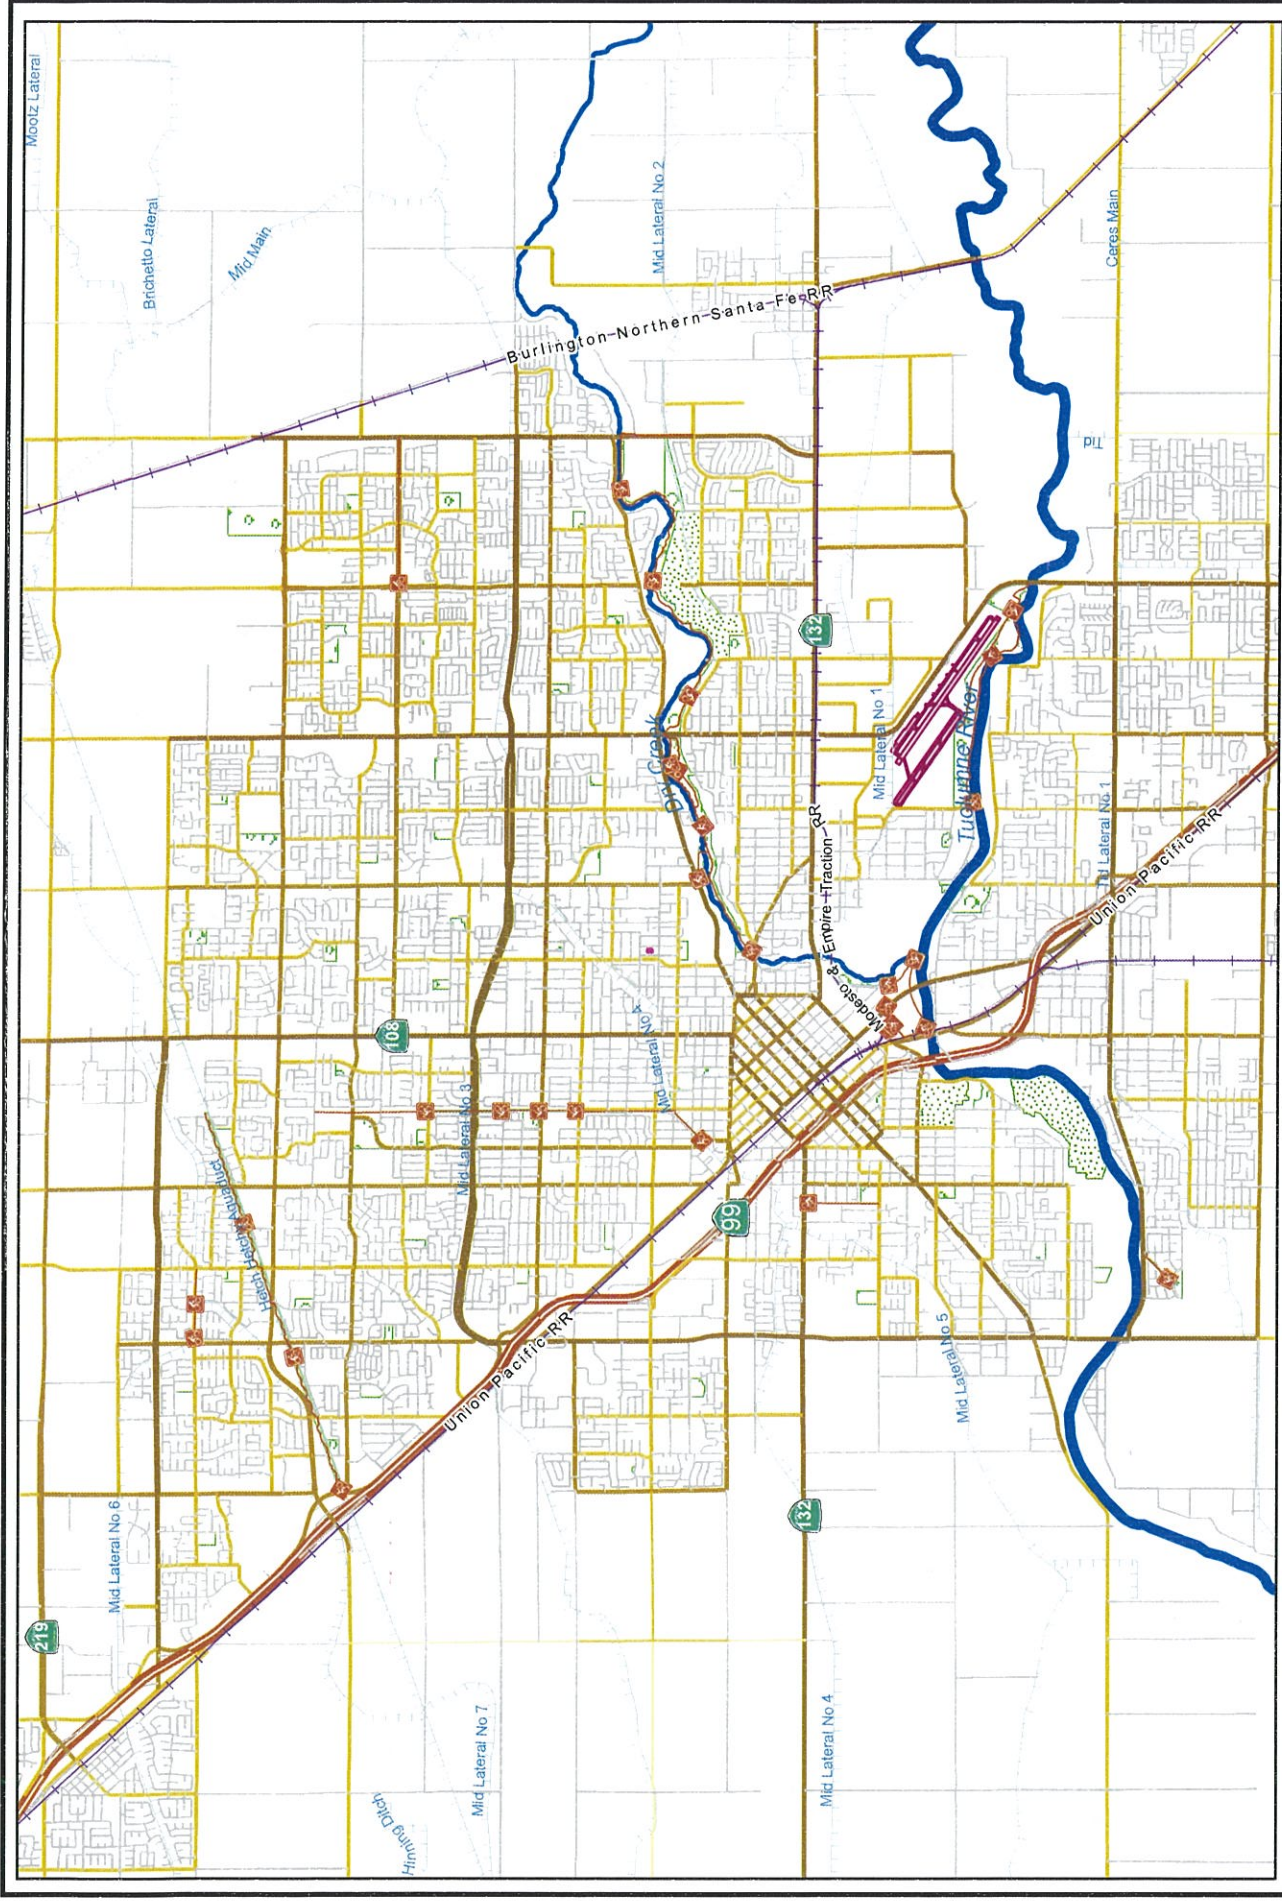 Mootz Lateral
Brichetto Lateral
Mid Main
Mid Lateral No 2
Ceres Main
Burlington-Northern-Santa-Fe-RR
Tid
132
Dry Creek
Mid Lateral No 1
Tuolumne River
Tid Lateral No 1
Union-Pacific-RR
Modesto & Empire-Traction-RR
108
Mid Lateral No 4
Mid Lateral No 3
Hetch Hetchy Aquaduct
99
Union-Pacific-RR
Mid Lateral No 5
Mid Lateral No 6
132
219
Mid Lateral No 7
Mid Lateral No 4
Hinning Ditch